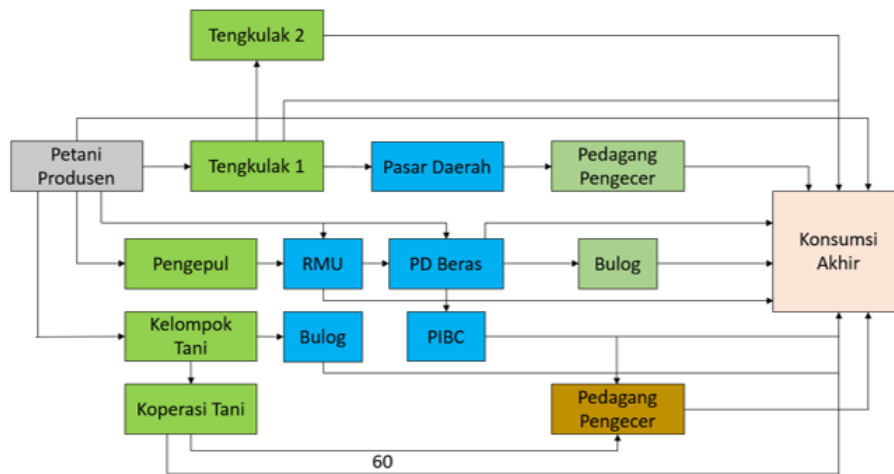 Tengkulak 2
Petani
Produsen
Tengkulak 1
Pasar Daerah
Pedagang
Pengecer
Konsumsi
Akhir
Pengepul
RMU
PD Beras
Bulog
Kelompok
Tani
Bulog
PIBC
Koperasi Tani
Pedagang
Pengecer
60